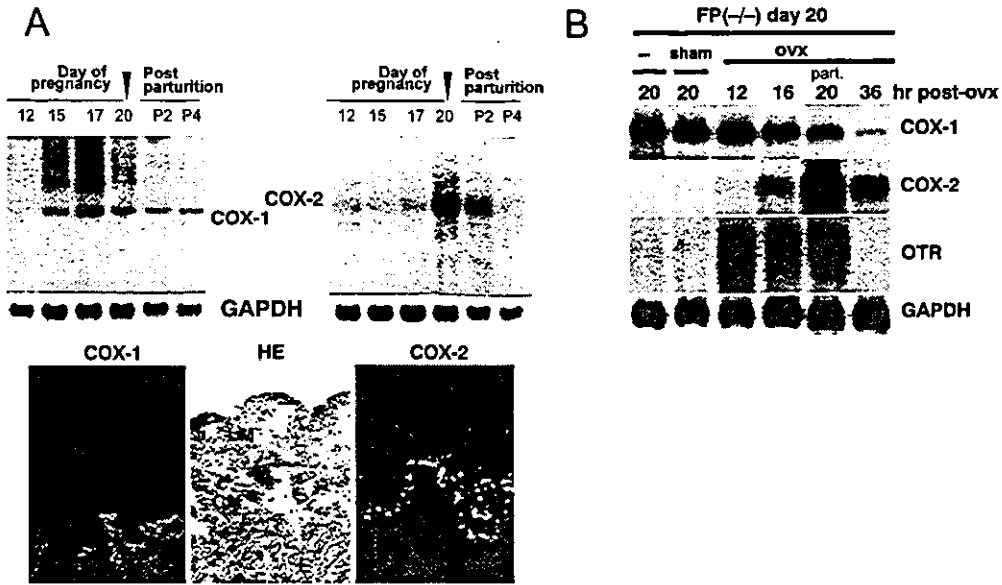 A
Day of pregnancy
Post parturition
12 15 17 20 P2 P4
COX-1
GAPDH
Day of pregnancy
Post parturition
12 15 17 20 P2 P4
COX-2
COX-1
HE
COX-2
B
FP(−/−) day 20
– sham ovx
part.
20 20 12 16 20 36 hr post-ovx
COX-1
COX-2
OTR
GAPDH